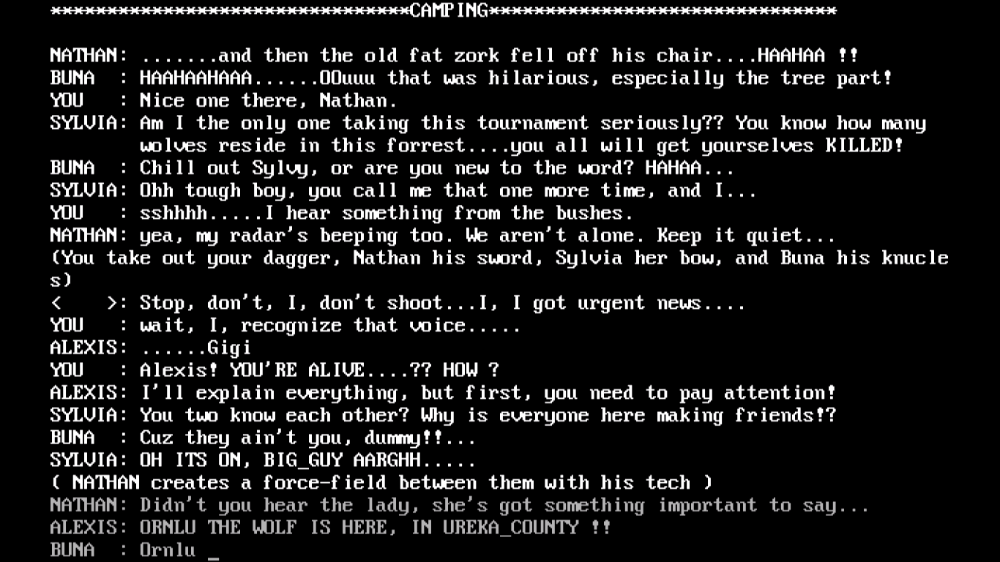 ********************************CAMPING*******************************
NATHAN: .......and then the old fat zork fell off his chair....HAAHAA !!
BUNA  : HAAHAAHAAA......OOuuu that was hilarious, especially the tree part!
YOU   : Nice one there, Nathan.
SYLVIA: Am I the only one taking this tournament seriously?? You know how many
        wolves reside in this forrest....you all will get yourselves KILLED!
BUNA  : Chill out Sylvy, or are you new to the word? HAHAA...
SYLVIA: Ohh tough boy, you call me that one more time, and I...
YOU   : sshhhh.....I hear something from the bushes.
NATHAN: yea, my radar's beeping too. We aren't alone. Keep it quiet...
(You take out your dagger, Nathan his sword, Sylvia her bow, and Buna his knucle
s)
<    >: Stop, don't, I, don't shoot...I, I got urgent news....
YOU   : wait, I, recognize that voice.....
ALEXIS: ......Gigi
YOU   : Alexis! YOU'RE ALIVE....?? HOW ?
ALEXIS: I'll explain everything, but first, you need to pay attention!
SYLVIA: You two know each other? Why is everyone here making friends!?
BUNA  : Cuz they ain't you, dummy!!...
SYLVIA: OH ITS ON, BIG_GUY AARGHH.....
( NATHAN creates a force-field between them with his tech )
NATHAN: Didn't you hear the lady, she's got something important to say...
ALEXIS: ORNLU THE WOLF IS HERE, IN UREKA_COUNTY !!
BUNA  : Ornlu _